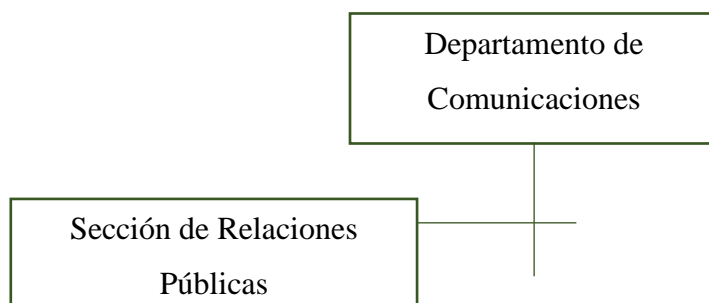 Departamento de
Comunicaciones
Sección de Relaciones
Públicas